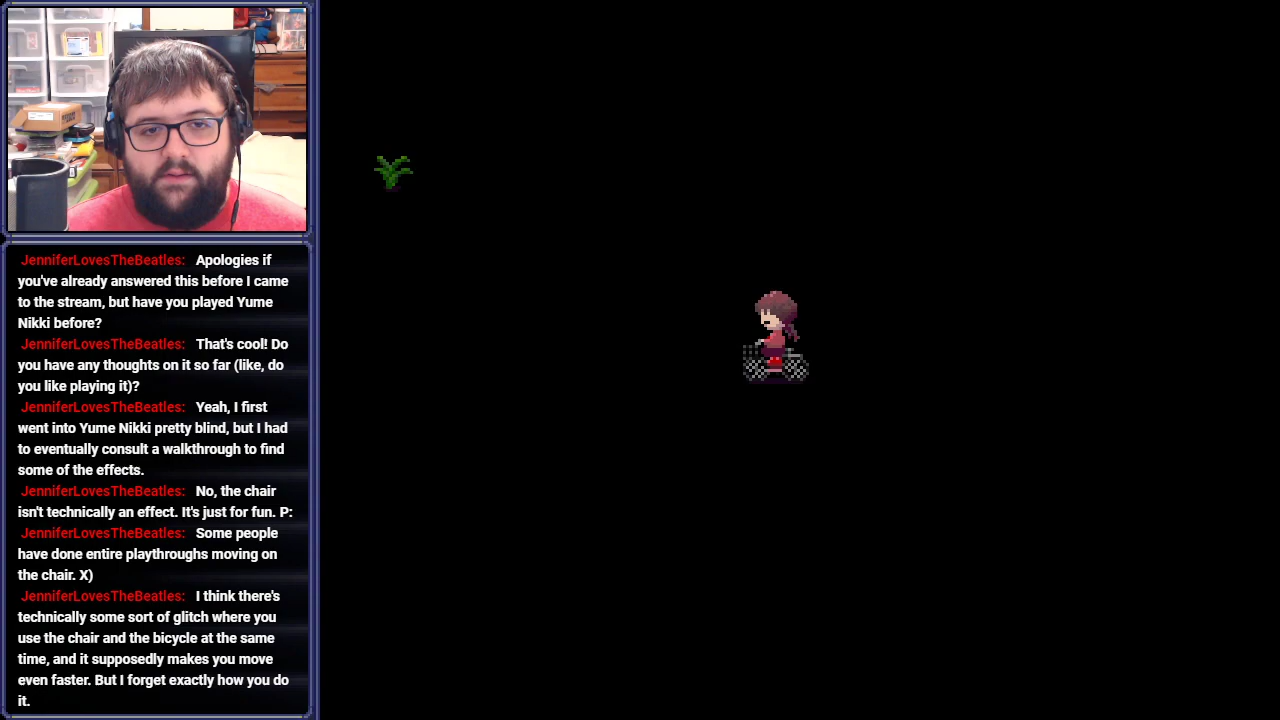 JenniferLovesTheBeatles: Apologies if
you've already answered this before I came
to the stream, but have you played Yume
Nikki before?
JenniferLovesTheBeatles: That's cool! Do
you have any thoughts on it so far (like, do
you like playing it)?
JenniferLovesTheBeatles: Yeah, I first
went into Yume Nikki pretty blind, but I had
to eventually consult a walkthrough to find
some of the effects.
JenniferLovesTheBeatles: No, the chair
isn't technically an effect. It's just for fun. P:
JenniferLovesTheBeatles: Some people
have done entire playthroughs moving on
the chair. X)
JenniferLovesTheBeatles: I think there's
technically some sort of glitch where you
use the chair and the bicycle at the same
time, and it supposedly makes you move
even faster. But I forget exactly how you do
it.